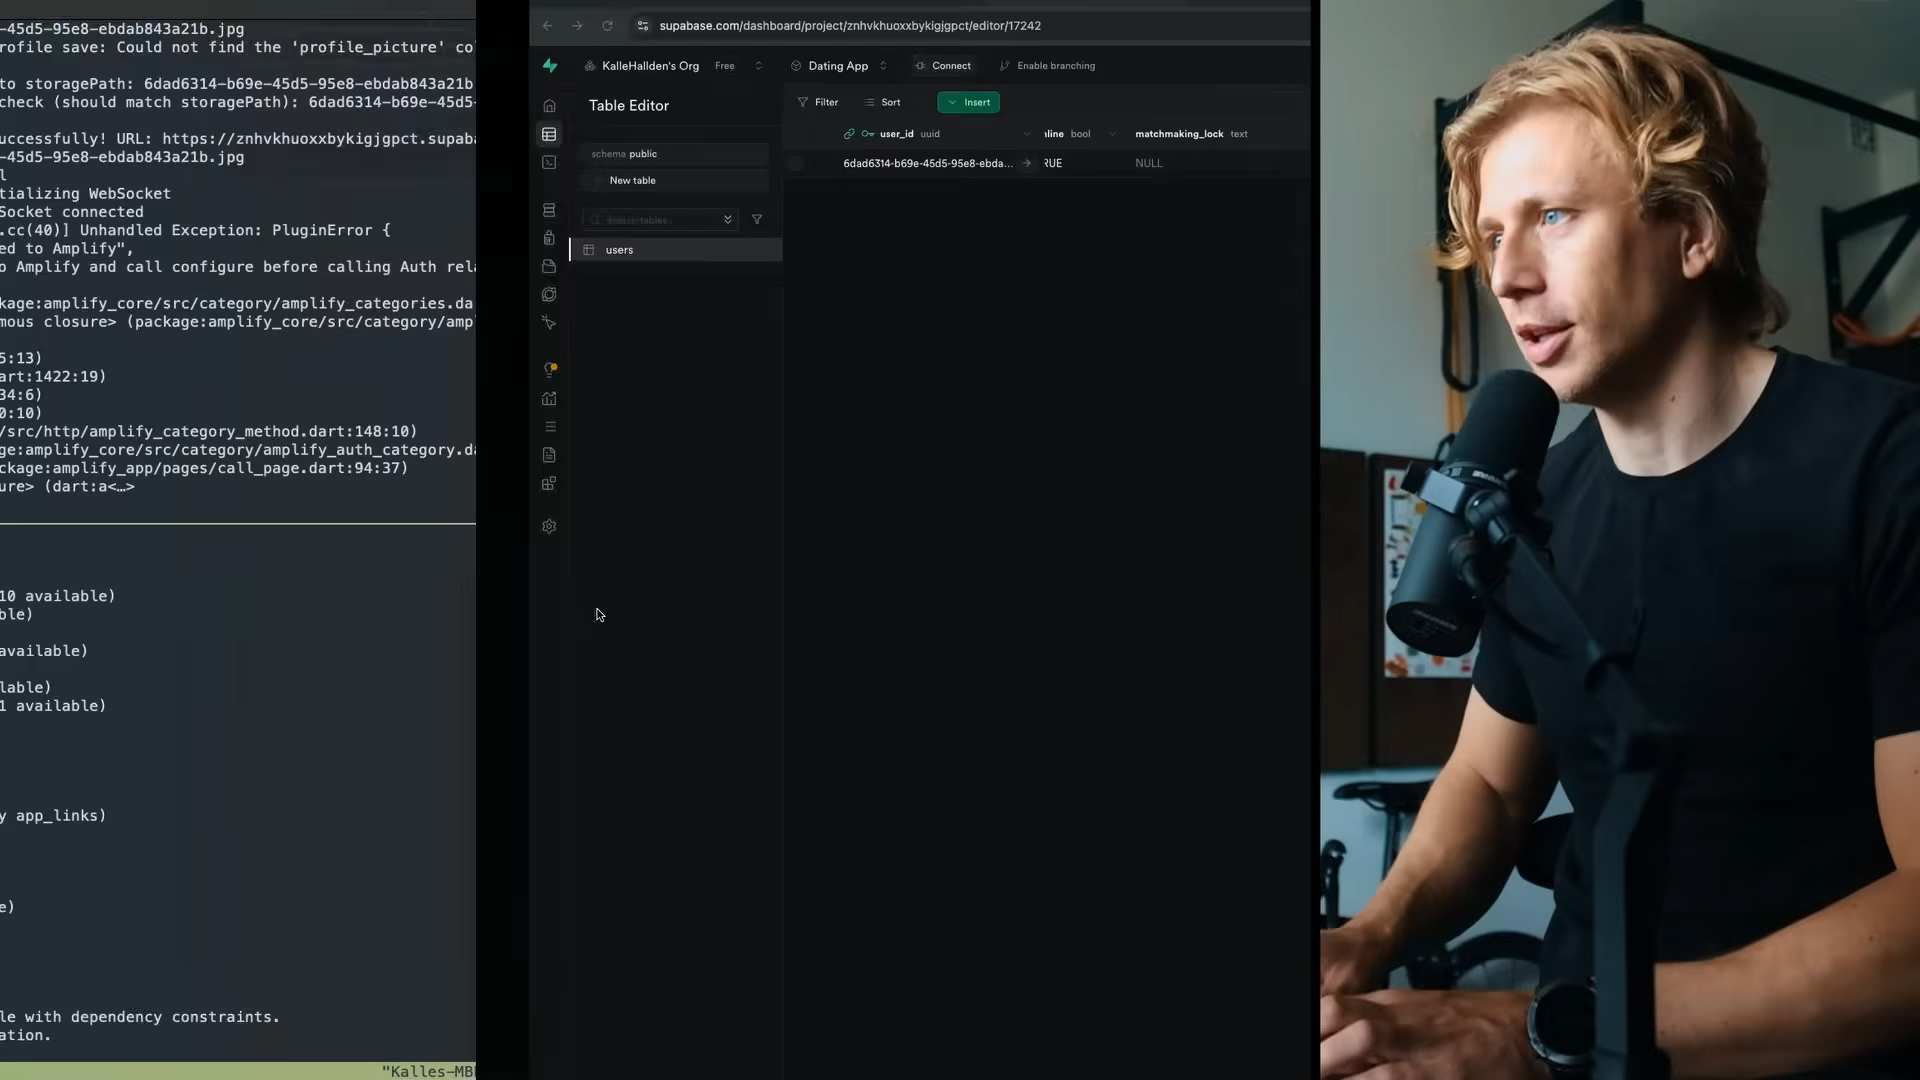 -45d5-95e8-ebdab843a21b.jpg
rofile save: Could not find the 'profile_picture' co
to storagePath: 6dad6314-b69e-45d5-95e8-ebdab843a21b
check (should match storagePath): 6dad6314-b69e-45d5-
uccessfully! URL: https://znhvkhuoxxbykigjgpct.supab
-45d5-95e8-ebdab843a21b.jpg
l
tializing WebSocket
Socket connected
.cc(40)] Unhandled Exception: PluginError {
ed to Amplify",
o Amplify and call configure before calling Auth rel
kage:amplify_core/src/category/amplify_categories.da
mous closure> (package:amplify_core/src/category/amp
5:13)
art:1422:19)
34:6)
0:10)
/src/http/amplify_category_method.dart:148:10)
ge:amplify_core/src/category/amplify_auth_category.d
ckage:amplify_app/pages/call_page.dart:94:37)
ure> (dart:a<…>
10 available)
ble)
available)
lable)
1 available)
y app_links)
e)
le with dependency constraints.
ation.
"Kalles-MB
supabase.com/dashboard/project/znhvkhuoxxbykigjgpct/editor/17242
KalleHallden's Org Free Dating App Connect Enable branching
Table Editor
schema public
New table
users
Filter Sort Insert
user_id uuid nline bool matchmaking_lock text
6dad6314-b69e-45d5-95e8-ebda... RUE NULL